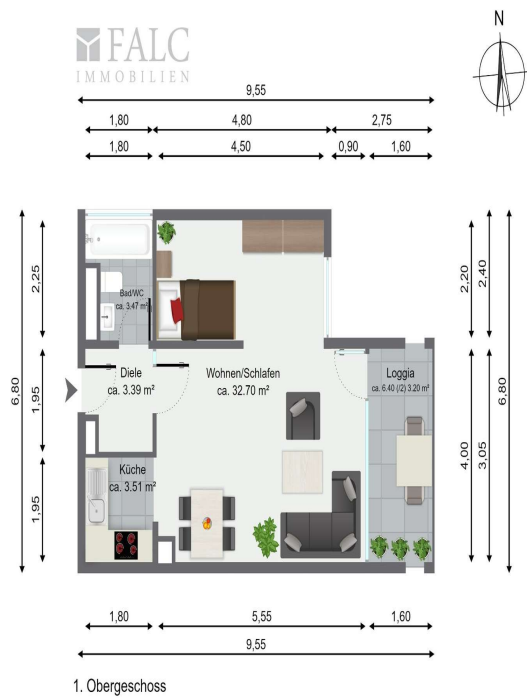 FALC
IMMOBILIEN
N
9,55
1,80 4,80 2,75
1,80 4,50 0,90 1,60
6,80
2,25
1,95
1,95
2,20
4,00
2,40
3,05
6,80
Bad/WC
ca. 3.47 m²
Diele
ca. 3.39 m²
Wohnen/Schlafen
ca. 32.70 m²
Loggia
ca. 6.40 (/2) 3.20 m²
Küche
ca. 3.51 m²
1,80 5,55 1,60
9,55
1. Obergeschoss